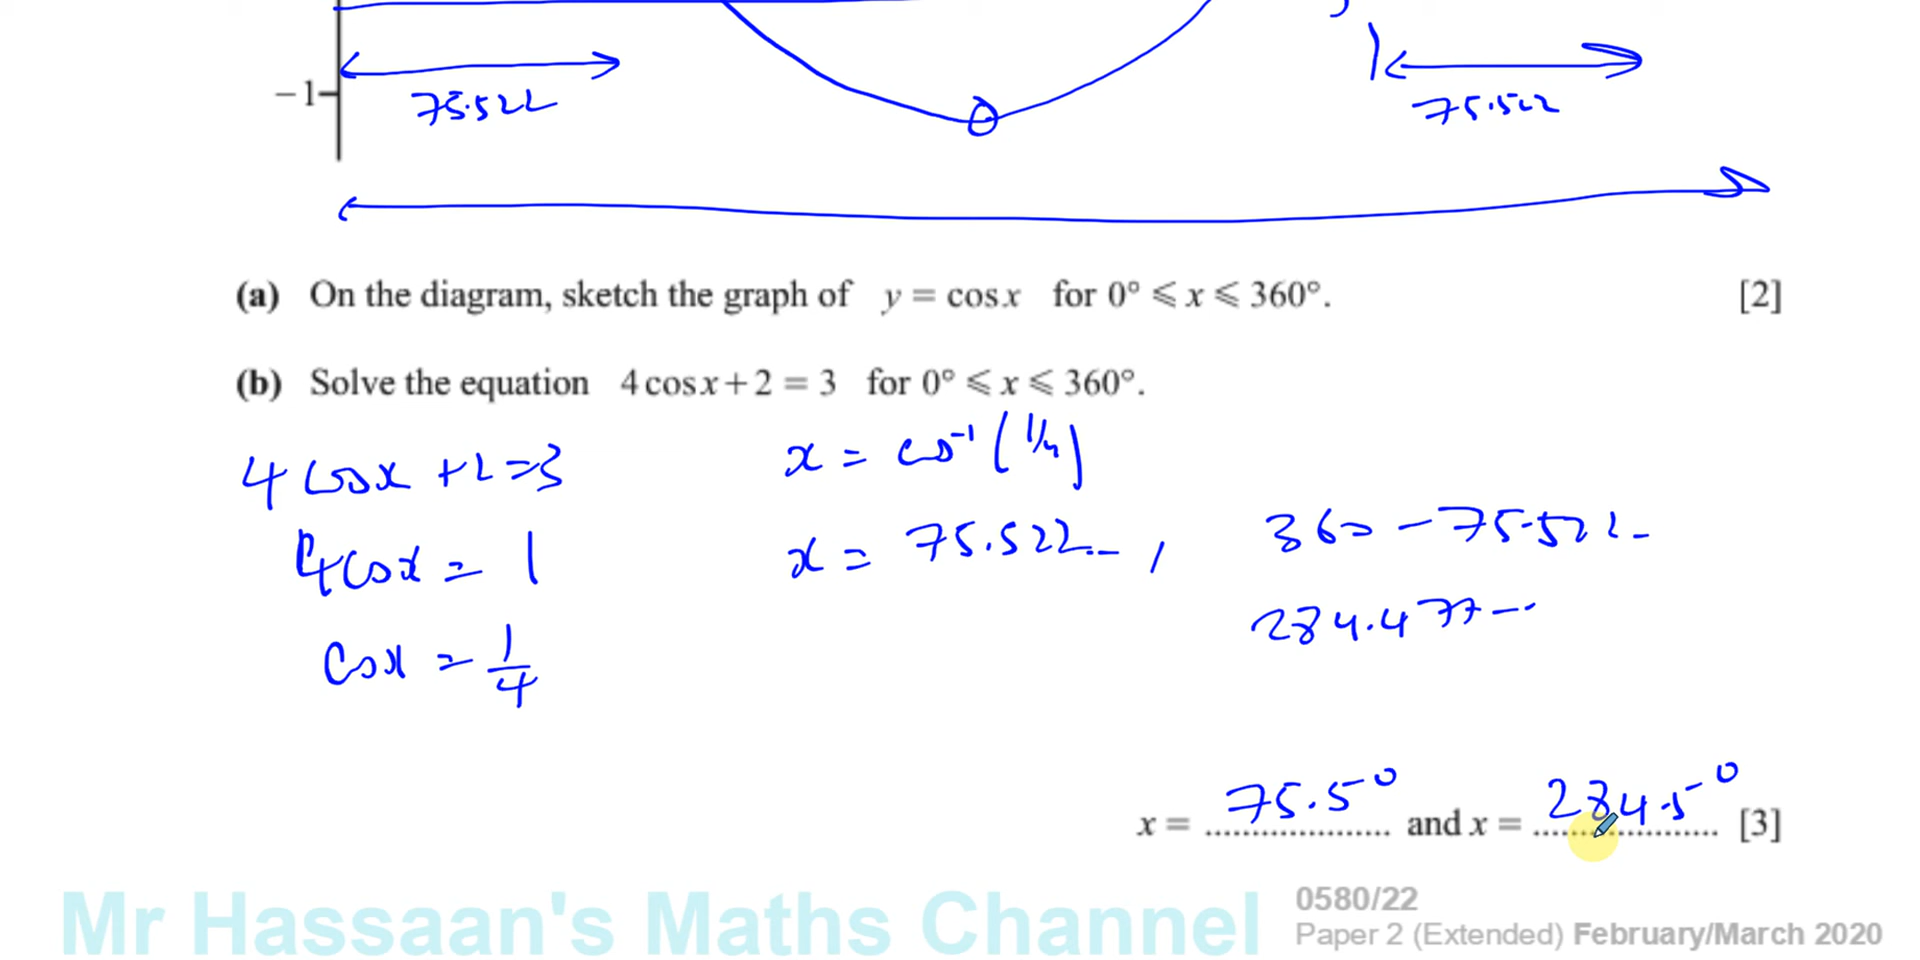 75.522
75.522
−1
(a) On the diagram, sketch the graph of y = cos x for 0° ⩽ x ⩽ 360°. [2]
(b) Solve the equation 4 cos x + 2 = 3 for 0° ⩽ x ⩽ 360°.
4 cos x + 2 = 3
4 cos x = 1
cos x = 1/4
x = cos⁻¹ (1/4)
x = 75.522... ,
360 − 75.522..
284.477...
x = 75.5° and x = 284.5° [3]
Mr Hassaan's Maths Channel
0580/22
Paper 2 (Extended) February/March 2020